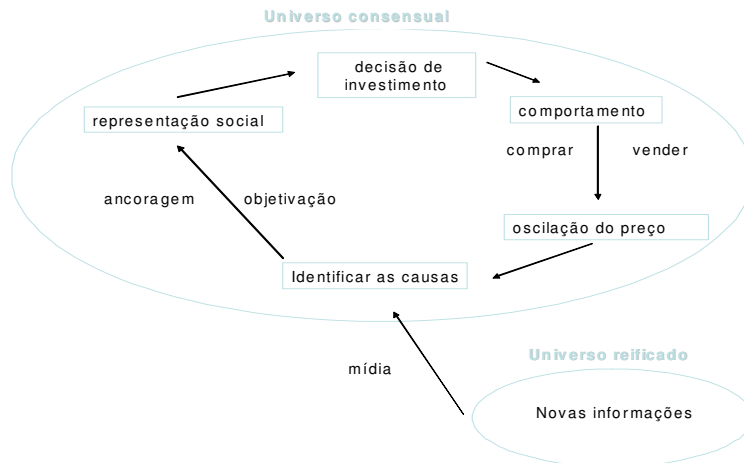 Universo consensual
decisão de
investimento
representação social
comportamento
comprar
vender
ancoragem
objetivação
oscilação do preço
Identificar as causas
Universo reificado
mídia
Novas informações